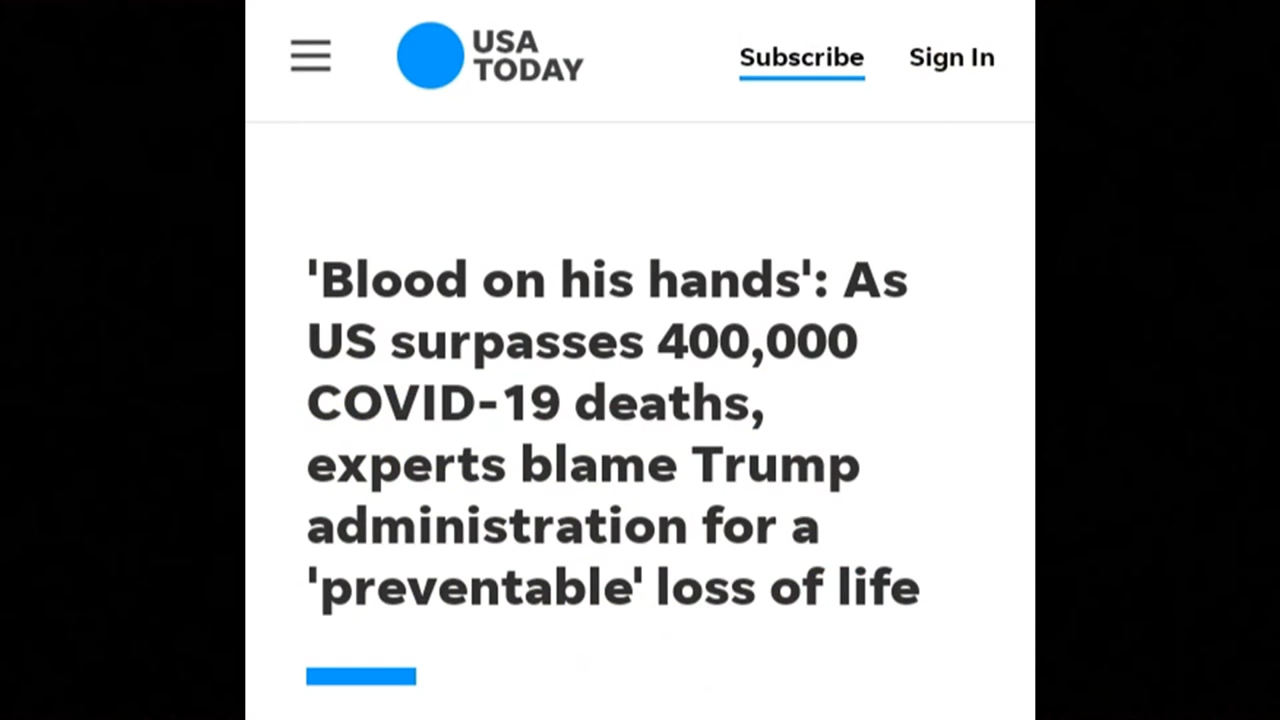 USA
TODAY
Subscribe
Sign In
'Blood on his hands': As
US surpasses 400,000
COVID-19 deaths,
experts blame Trump
administration for a
'preventable' loss of life